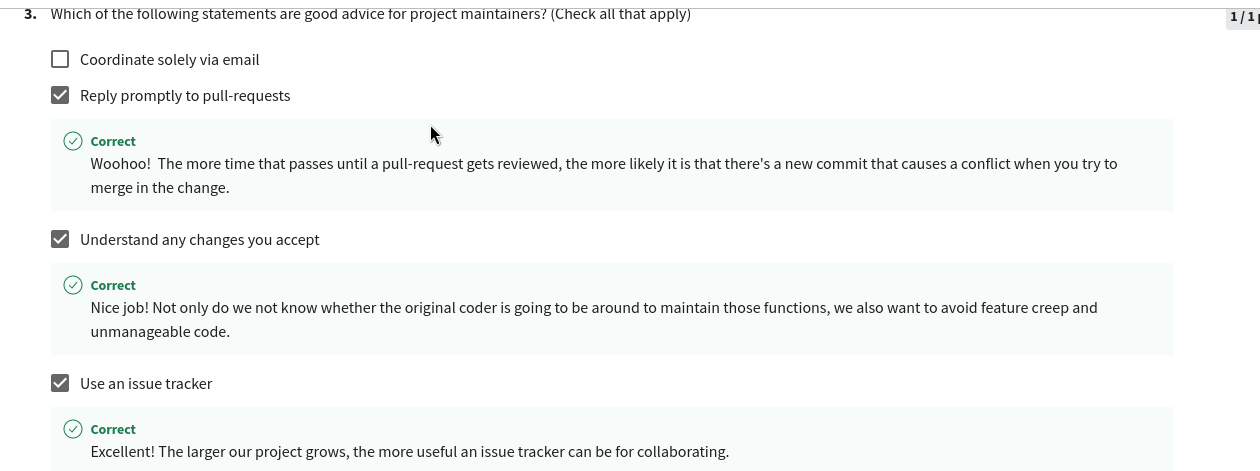 3. Which of the following statements are good advice for project maintainers? (Check all that apply)
1 / 1
Coordinate solely via email
Reply promptly to pull-requests
Correct
Woohoo!  The more time that passes until a pull-request gets reviewed, the more likely it is that there's a new commit that causes a conflict when you try to
merge in the change.
Understand any changes you accept
Correct
Nice job! Not only do we not know whether the original coder is going to be around to maintain those functions, we also want to avoid feature creep and
unmanageable code.
Use an issue tracker
Correct
Excellent! The larger our project grows, the more useful an issue tracker can be for collaborating.